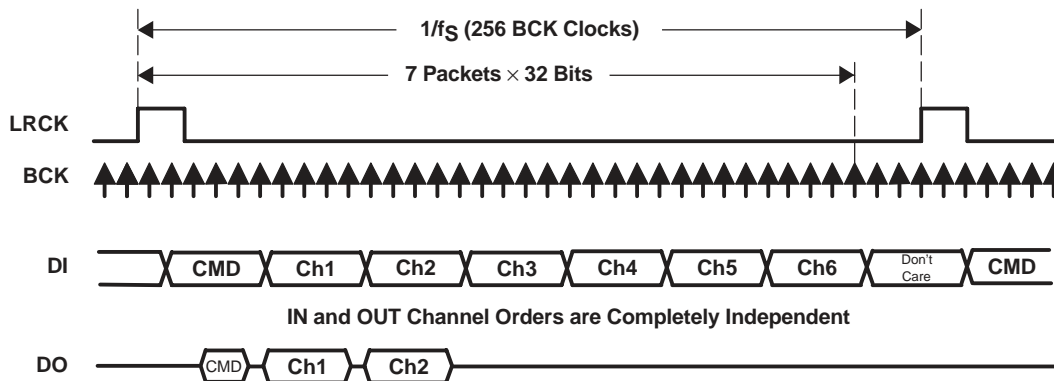 1/fS (256 BCK Clocks)
7 Packets × 32 Bits
LRCK
BCK
DI CMD Ch1 Ch2 Ch3 Ch4 Ch5 Ch6 Don't Care CMD
IN and OUT Channel Orders are Completely Independent
DO CMD Ch1 Ch2